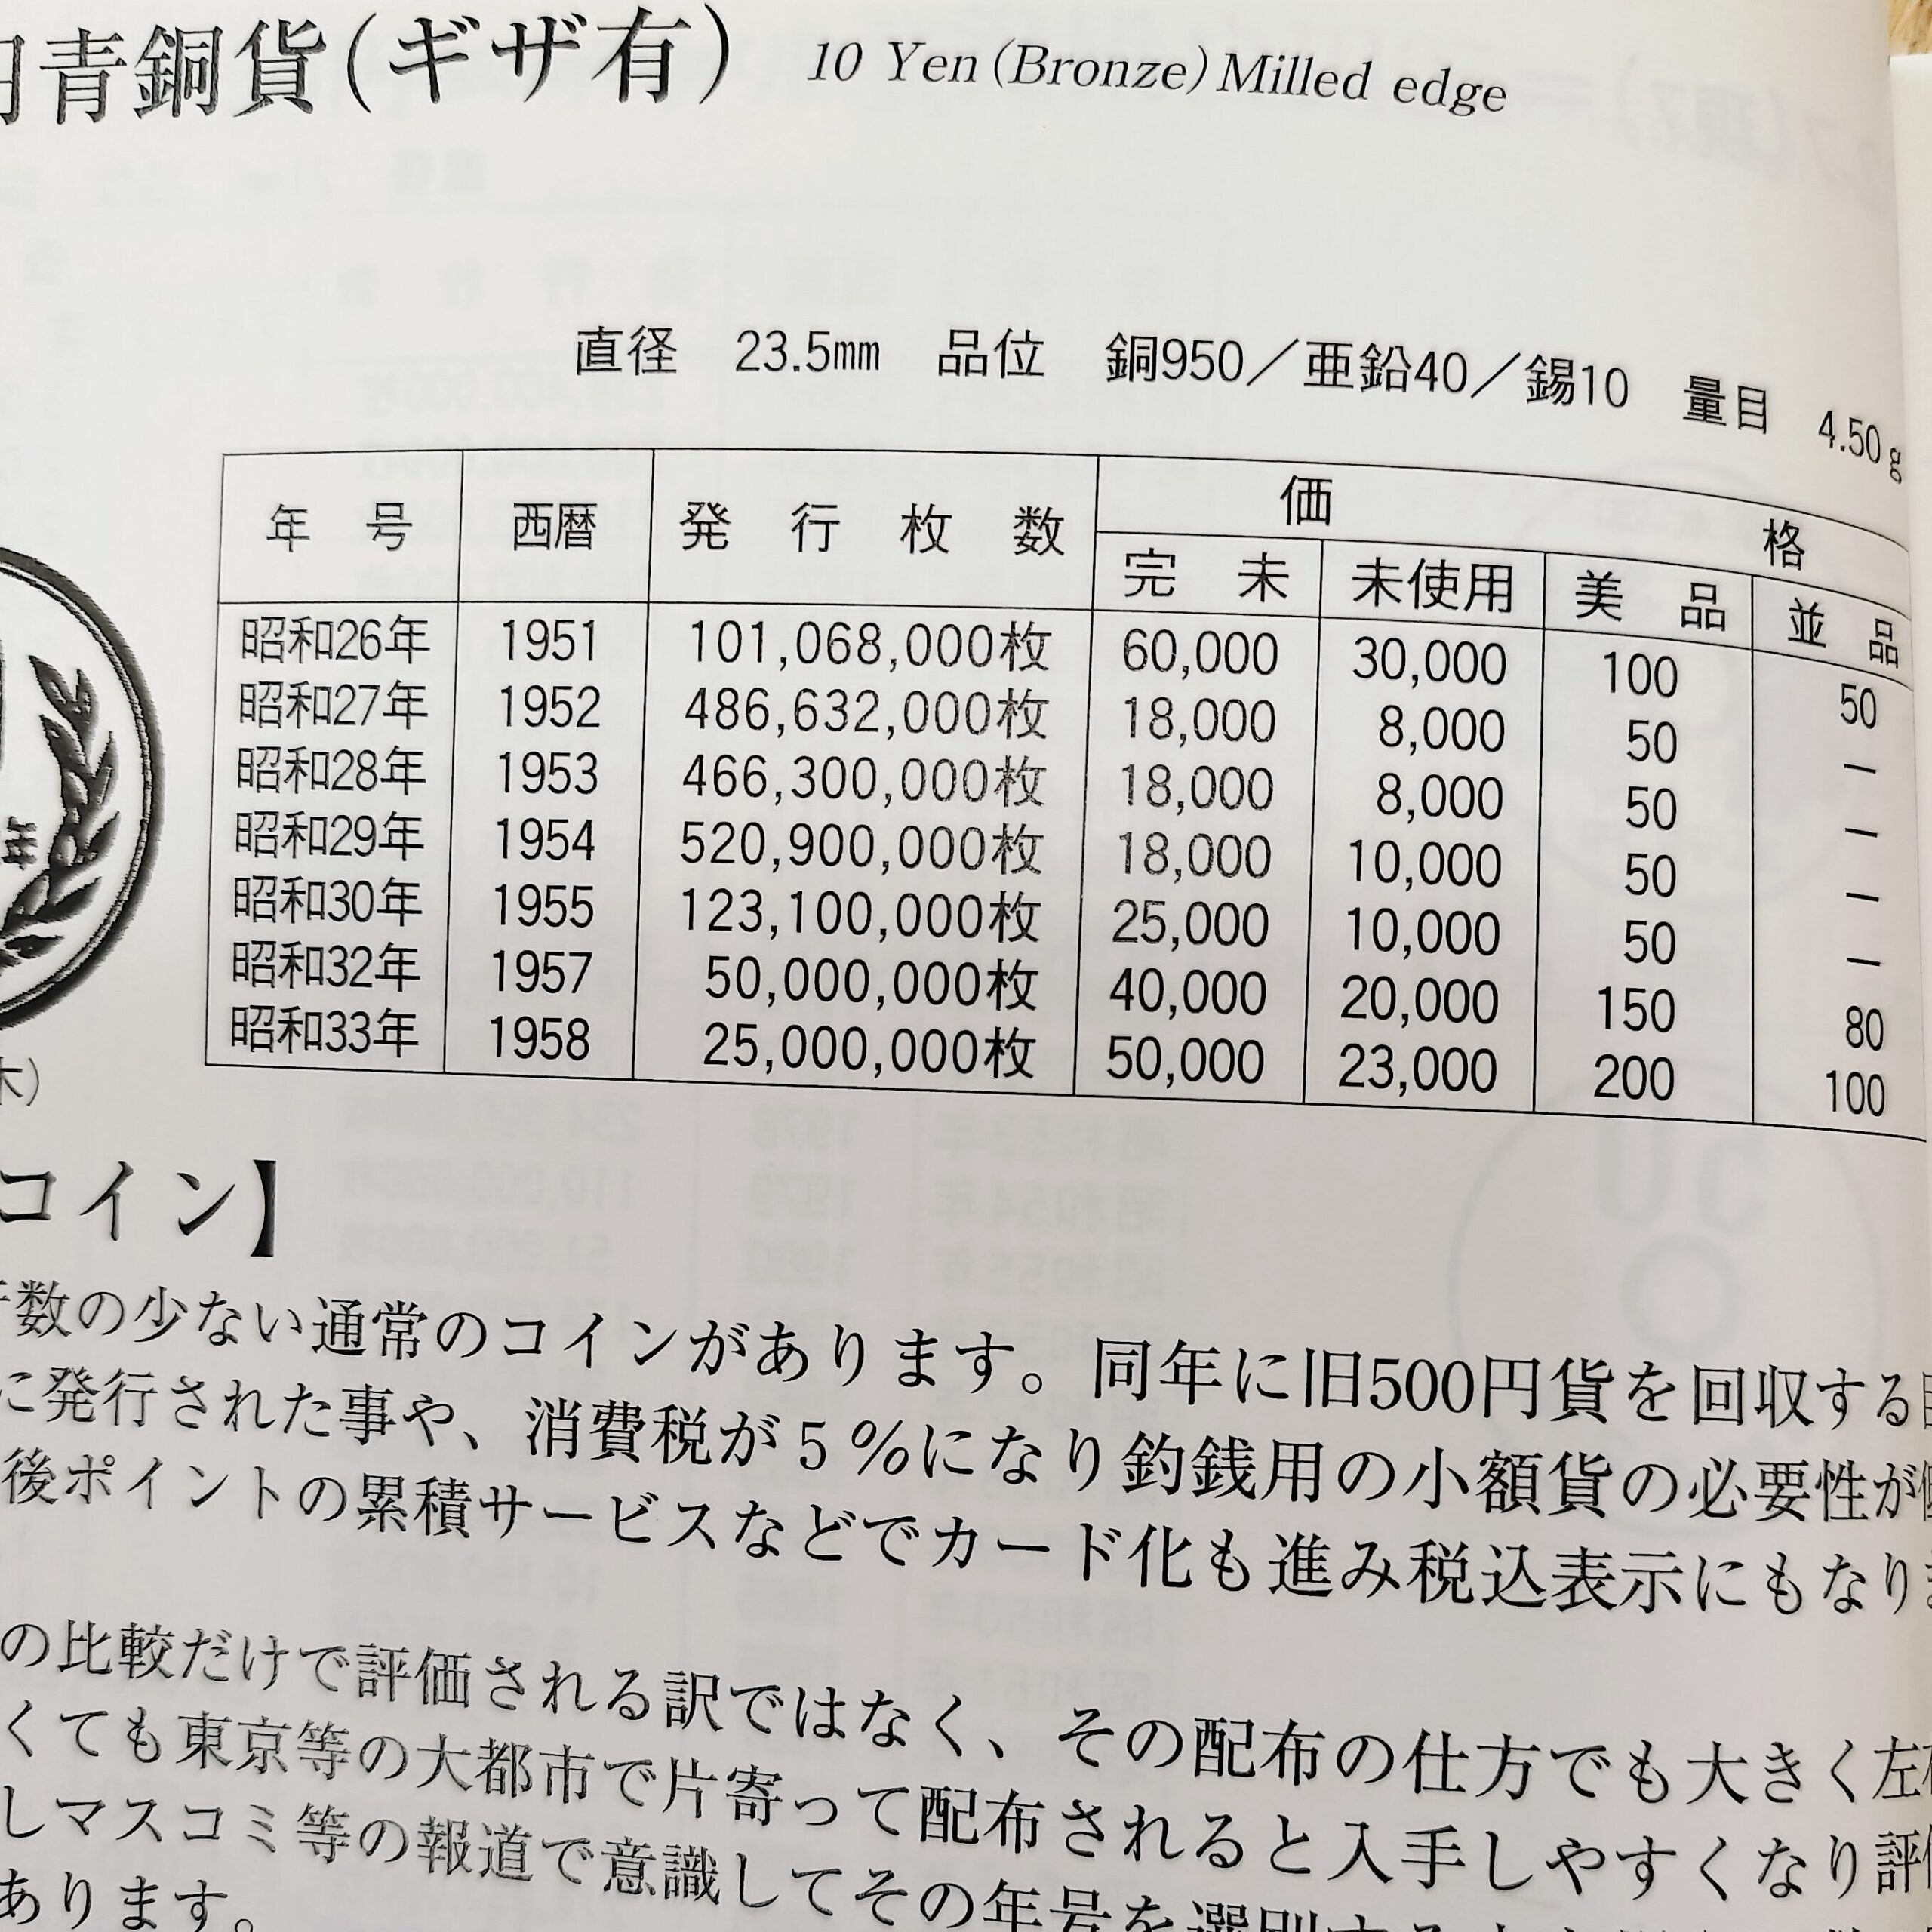 青銅貨(ギザ有) 10 Yen (Bronze) Milled edge
直径 23.5mm 品位 銅950／亜鉛40／錫10 量目 4.50g
年号 西暦 発行枚数 価格
完未 未使用 美品 並品
昭和26年 1951 101,068,000枚 60,000 30,000 100 50
昭和27年 1952 486,632,000枚 18,000 8,000 50 －
昭和28年 1953 466,300,000枚 18,000 8,000 50 －
昭和29年 1954 520,900,000枚 18,000 10,000 50 －
昭和30年 1955 123,100,000枚 25,000 10,000 50 －
昭和32年 1957 50,000,000枚 40,000 20,000 150 80
昭和33年 1958 25,000,000枚 50,000 23,000 200 100
年
木)
コイン】
数の少ない通常のコインがあります。同年に旧500円貨を回収する
に発行された事や、消費税が5％になり釣銭用の小額貨の必要性が
後ポイントの累積サービスなどでカード化も進み税込表示にもなり
の比較だけで評価される訳ではなく、その配布の仕方でも大きく左
くても東京等の大都市で片寄って配布されると入手しやすくなり評
しマスコミ等の報道で意識してその年号を選別する
あります。